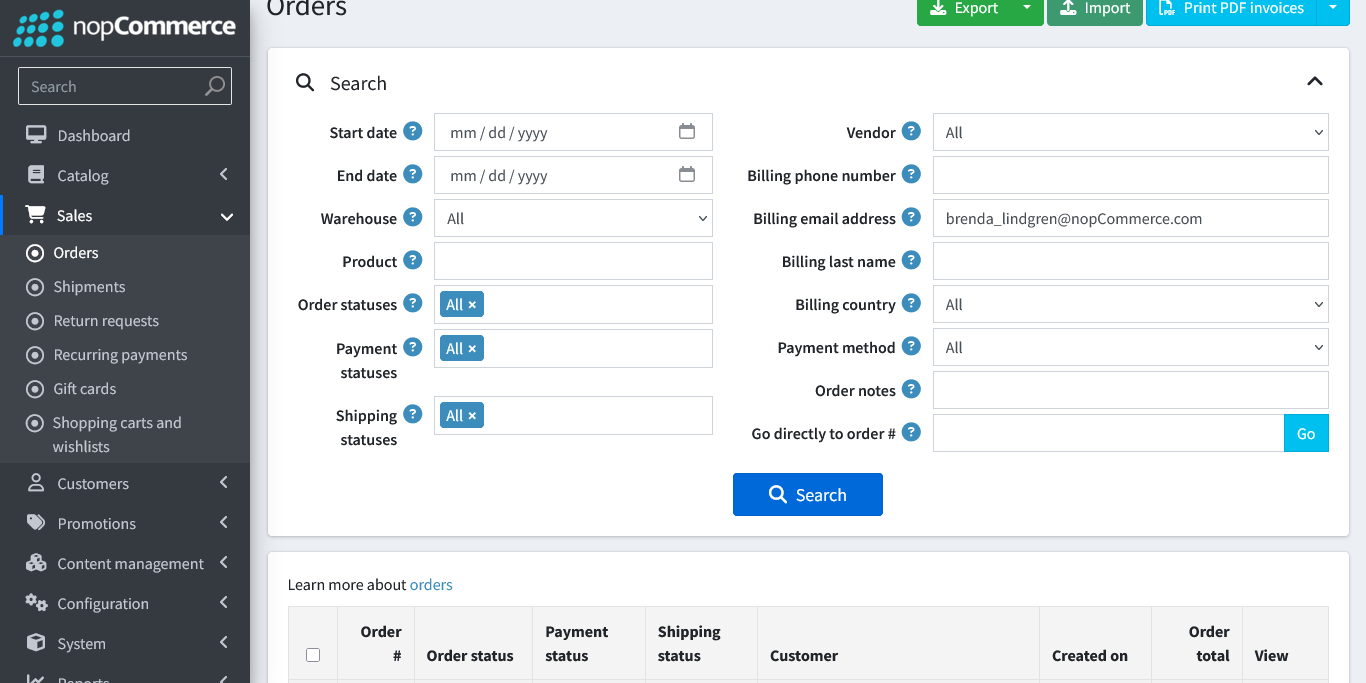 nopCommerce
Orders
Export
Import
Print PDF invoices
Search
Dashboard
Catalog
Sales
Orders
Shipments
Return requests
Recurring payments
Gift cards
Shopping carts and
wishlists
Customers
Promotions
Content management
Configuration
System
Reports
Search
Start date ? mm / dd / yyyy
End date ? mm / dd / yyyy
Warehouse ? All
Product ?
Order statuses ? All ×
Payment ? All ×
statuses
Shipping ? All ×
statuses
Vendor ? All
Billing phone number ?
Billing email address ? brenda_lindgren@nopCommerce.com
Billing last name ?
Billing country ? All
Payment method ? All
Order notes ?
Go directly to order # ? Go
Search
Learn more about orders
Order
#
Order status
Payment
status
Shipping
status
Customer
Created on
Order
total
View